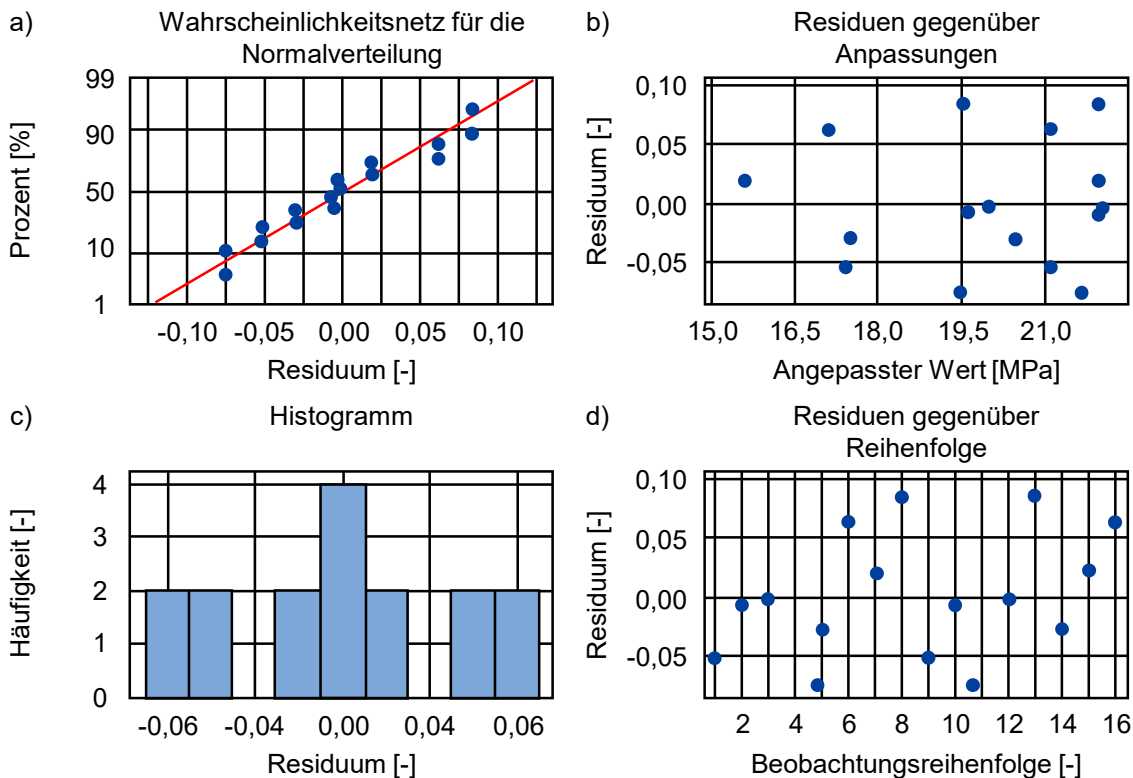 a)
Wahrscheinlichkeitsnetz für die
Normalverteilung
99
90
50
10
1
Prozent [%]
-0,10
-0,05
0,00
0,05
0,10
Residuum [-]
b)
Residuen gegenüber
Anpassungen
0,10
0,05
0,00
-0,05
Residuum [-]
15,0
16,5
18,0
19,5
21,0
Angepasster Wert [MPa]
c)
Histogramm
4
3
2
1
0
Häufigkeit [-]
-0,06
-0,04
0,00
0,04
0,06
Residuum [-]
d)
Residuen gegenüber
Reihenfolge
0,10
0,05
0,00
-0,05
Residuum [-]
2
4
6
8
10
12
14
16
Beobachtungsreihenfolge [-]